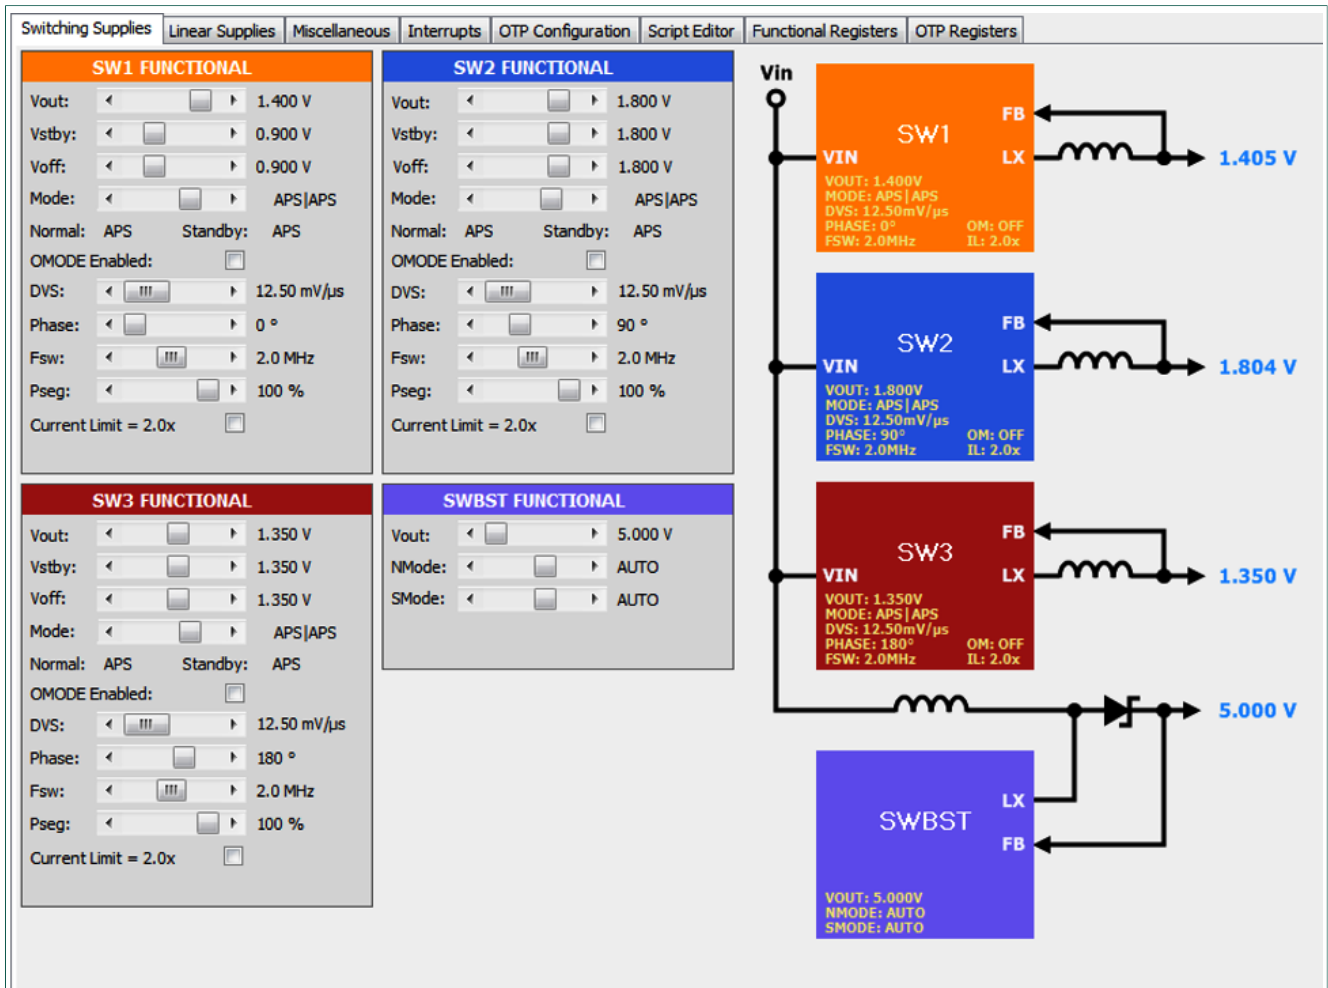 Switching Supplies Linear Supplies Miscellaneous Interrupts OTP Configuration Script Editor Functional Registers OTP Registers
SW1 FUNCTIONAL
Vout: 1.400 V
Vstby: 0.900 V
Voff: 0.900 V
Mode: APS|APS
Normal: APS Standby: APS
OMODE Enabled:
DVS: 12.50 mV/µs
Phase: 0 °
Fsw: 2.0 MHz
Pseg: 100 %
Current Limit = 2.0x
SW2 FUNCTIONAL
Vout: 1.800 V
Vstby: 1.800 V
Voff: 1.800 V
Mode: APS|APS
Normal: APS Standby: APS
OMODE Enabled:
DVS: 12.50 mV/µs
Phase: 90 °
Fsw: 2.0 MHz
Pseg: 100 %
Current Limit = 2.0x
SW3 FUNCTIONAL
Vout: 1.350 V
Vstby: 1.350 V
Voff: 1.350 V
Mode: APS|APS
Normal: APS Standby: APS
OMODE Enabled:
DVS: 12.50 mV/µs
Phase: 180 °
Fsw: 2.0 MHz
Pseg: 100 %
Current Limit = 2.0x
SWBST FUNCTIONAL
Vout: 5.000 V
NMode: AUTO
SMode: AUTO
Vin
FB
SW1
VIN LX 1.405 V
VOUT: 1.400V
MODE: APS|APS
DVS: 12.50mV/µs
PHASE: 0° OM: OFF
FSW: 2.0MHz IL: 2.0x
FB
SW2
VIN LX 1.804 V
VOUT: 1.800V
MODE: APS|APS
DVS: 12.50mV/µs
PHASE: 90° OM: OFF
FSW: 2.0MHz IL: 2.0x
FB
SW3
VIN LX 1.350 V
VOUT: 1.350V
MODE: APS|APS
DVS: 12.50mV/µs
PHASE: 180° OM: OFF
FSW: 2.0MHz IL: 2.0x
5.000 V
LX
SWBST
FB
VOUT: 5.000V
NMODE: AUTO
SMODE: AUTO